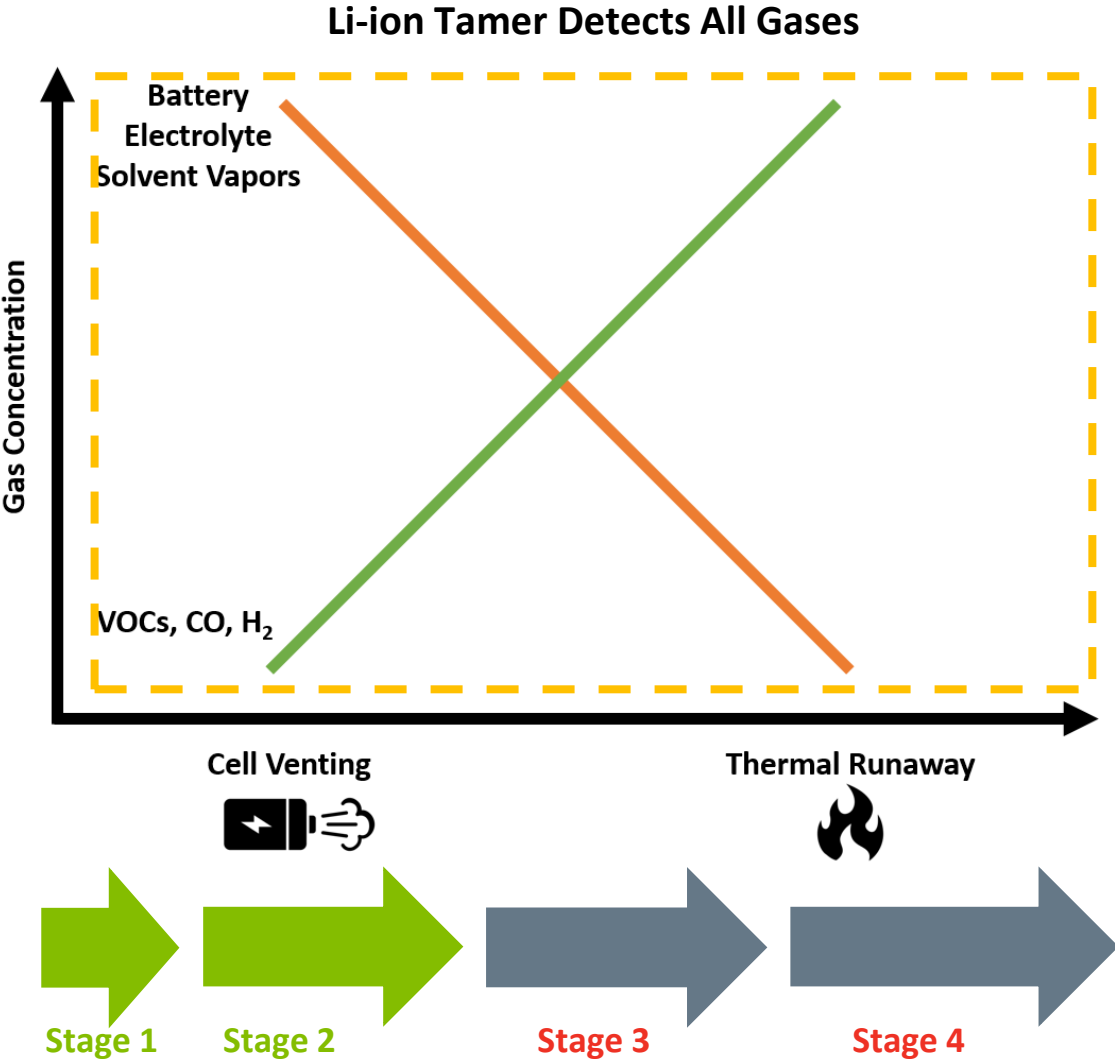 Li-ion Tamer Detects All Gases
Battery
Electrolyte
Solvent Vapors
Gas Concentration
VOCs, CO, H₂
Cell Venting
Thermal Runaway
Stage 1
Stage 2
Stage 3
Stage 4